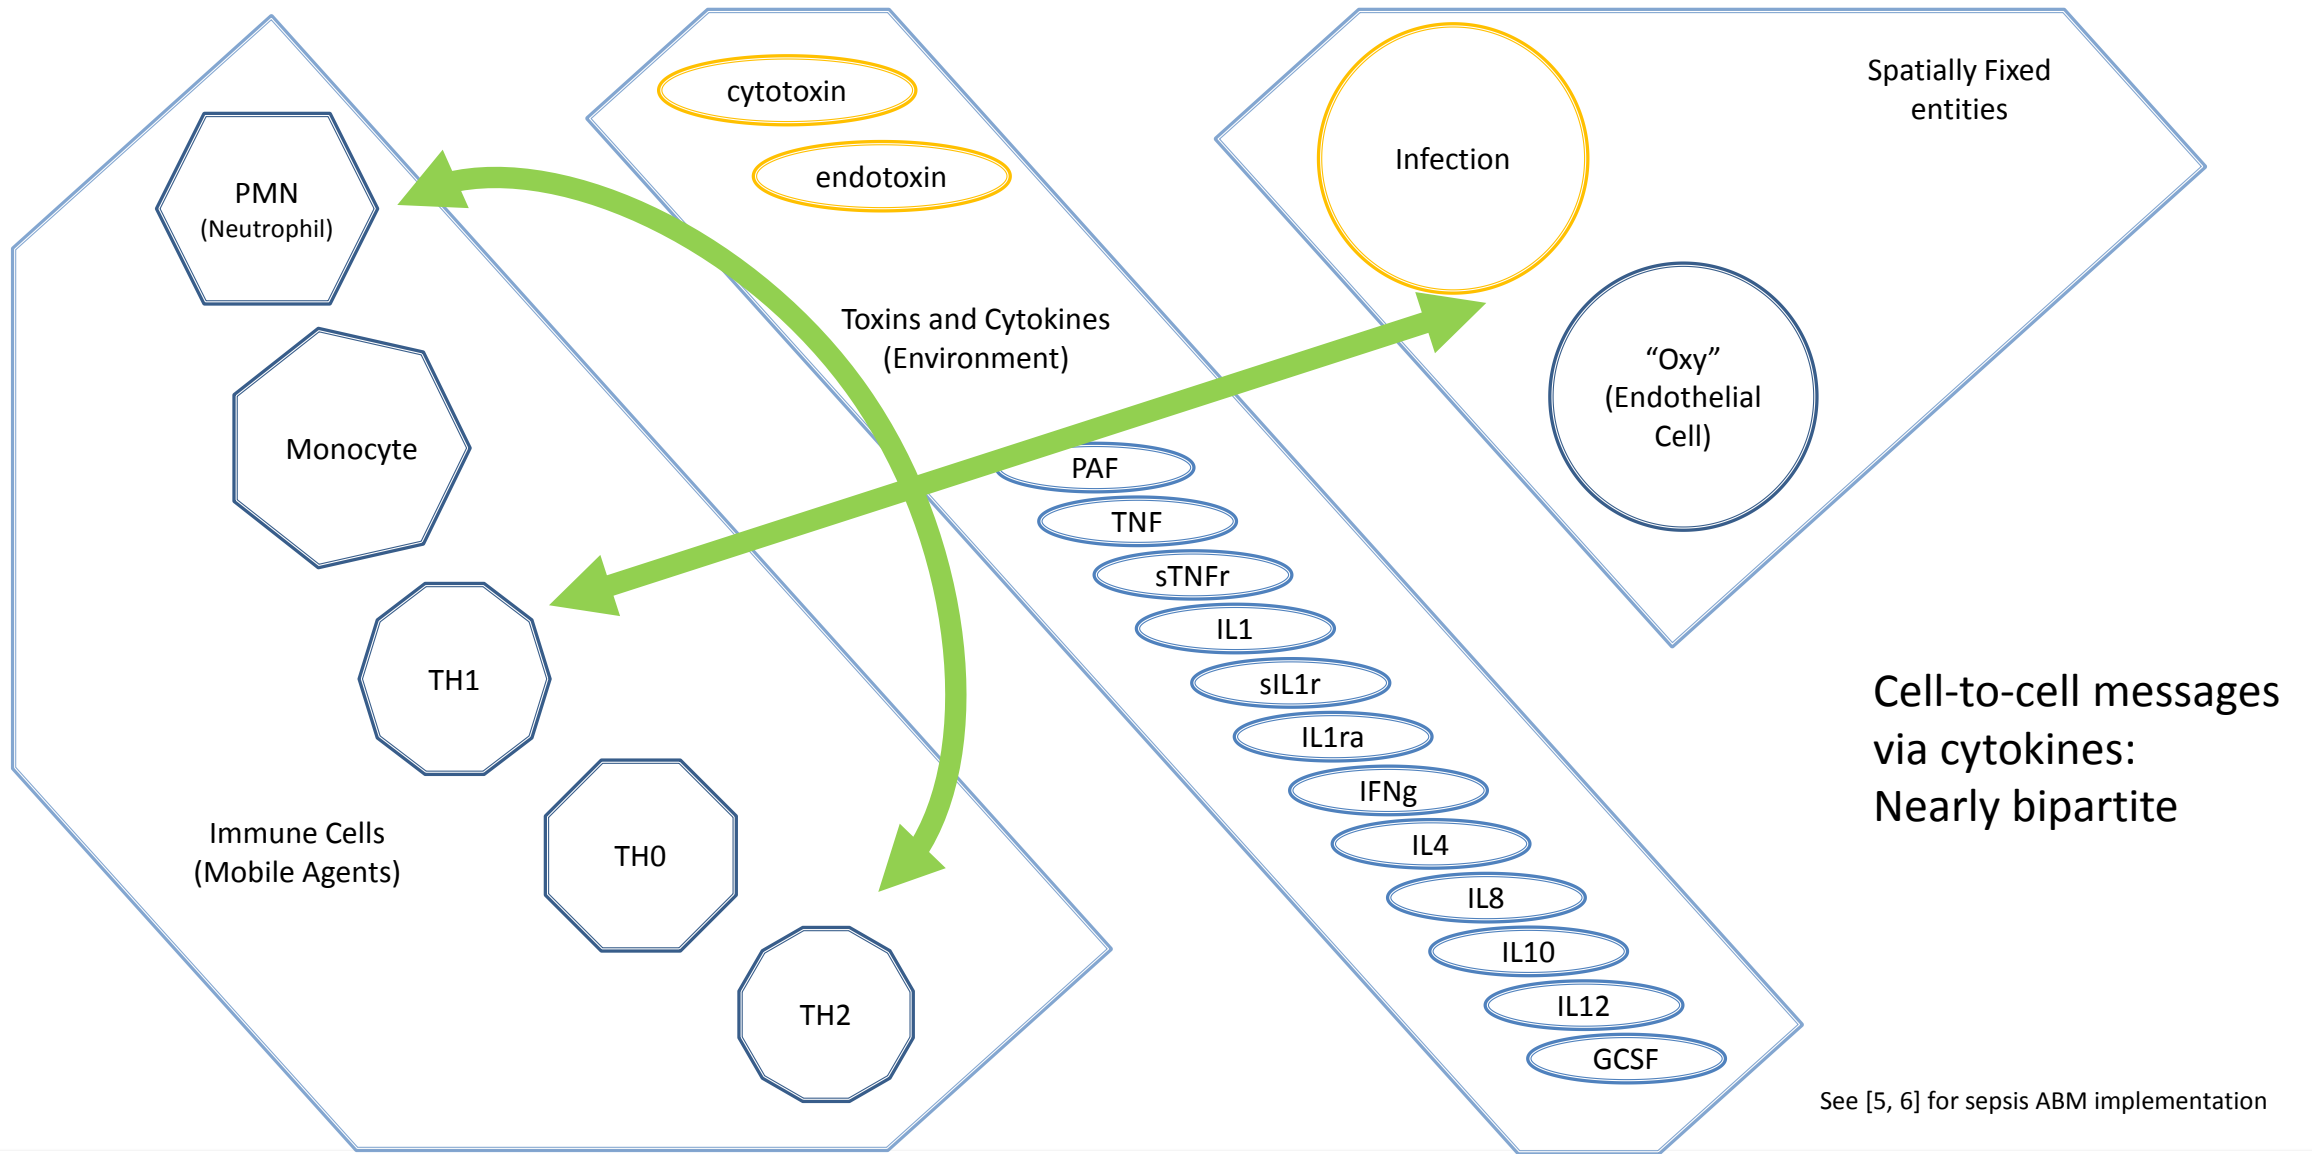 cytotoxin
endotoxin
Infection
Spatially Fixed
entities
PMN
(Neutrophil)
Toxins and Cytokines
(Environment)
“Oxy”
(Endothelial
Cell)
Monocyte
PAF
TNF
sTNFr
IL1
sIL1r
IL1ra
IFNg
IL4
IL8
IL10
IL12
GCSF
TH1
TH0
TH2
Immune Cells
(Mobile Agents)
Cell-to-cell messages
via cytokines:
Nearly bipartite
See [5, 6] for sepsis ABM implementation